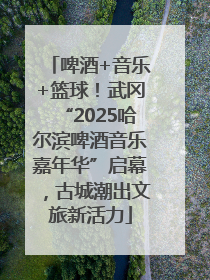 「啤酒+音乐
+篮球！武冈
“2025哈
尔滨啤酒音乐
嘉年华”启幕
，古城潮出文
旅新活力」